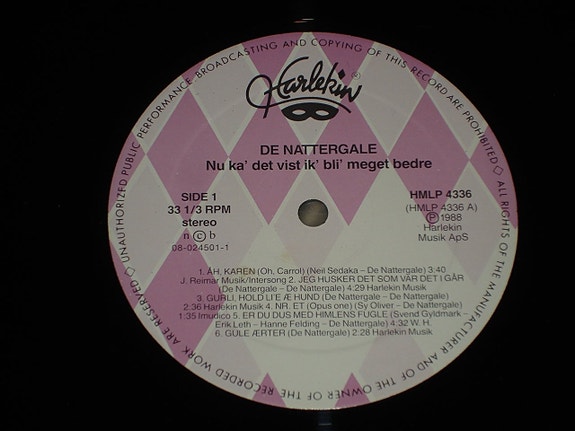 UNAUTHORIZED PUBLIC PERFORMANCE·BROADCASTING AND COPYING OF THIS RECORD ARE PROHIBITED ◇ ALL RIGHTS OF THE MANUFACTURER AND OF THE OWNER OF THE RECORDED WORK ARE RESERVED ◇
Harlekin ®
DE NATTERGALE
Nu ka' det vist ik' bli' meget bedre
SIDE 1
33 1/3 RPM
stereo
n ©b
08-024501-1
HMLP 4336
(HMLP 4336 A)
Ⓟ 1988
Harlekin
Musik ApS
1. ÅH, KAREN (Oh, Carrol) (Neil Sedaka – De Nattergale) 3:40
J. Reimar Musik/Intersong 2. JEG HUSKER DET SOM VAR DET I GÅR
(De Nattergale – De Nattergale) 4:29 Harlekin Musik
3. GURLI, HOLD LI'E Æ HUND (De Nattergale – De Nattergale)
2:36 Harlekin Musik 4. NR. ET (Opus one) (Sy Oliver – De Nattergale)
1:35 Imudico 5. ER DU DUS MED HIMLENS FUGLE (Svend Gyldmark –
Erik Leth – Hanne Felding – De Nattergale) 4:32 W. H.
6. GULE ÆRTER (De Nattergale) 2:28 Harlekin Musik